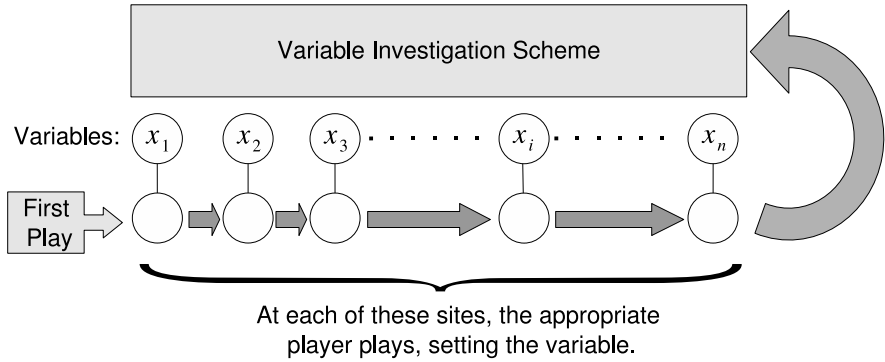 Variable Investigation Scheme
Variables: x1 x2 x3 . . . . . . xi . . . . . . xn
First
Play
At each of these sites, the appropriate
player plays, setting the variable.